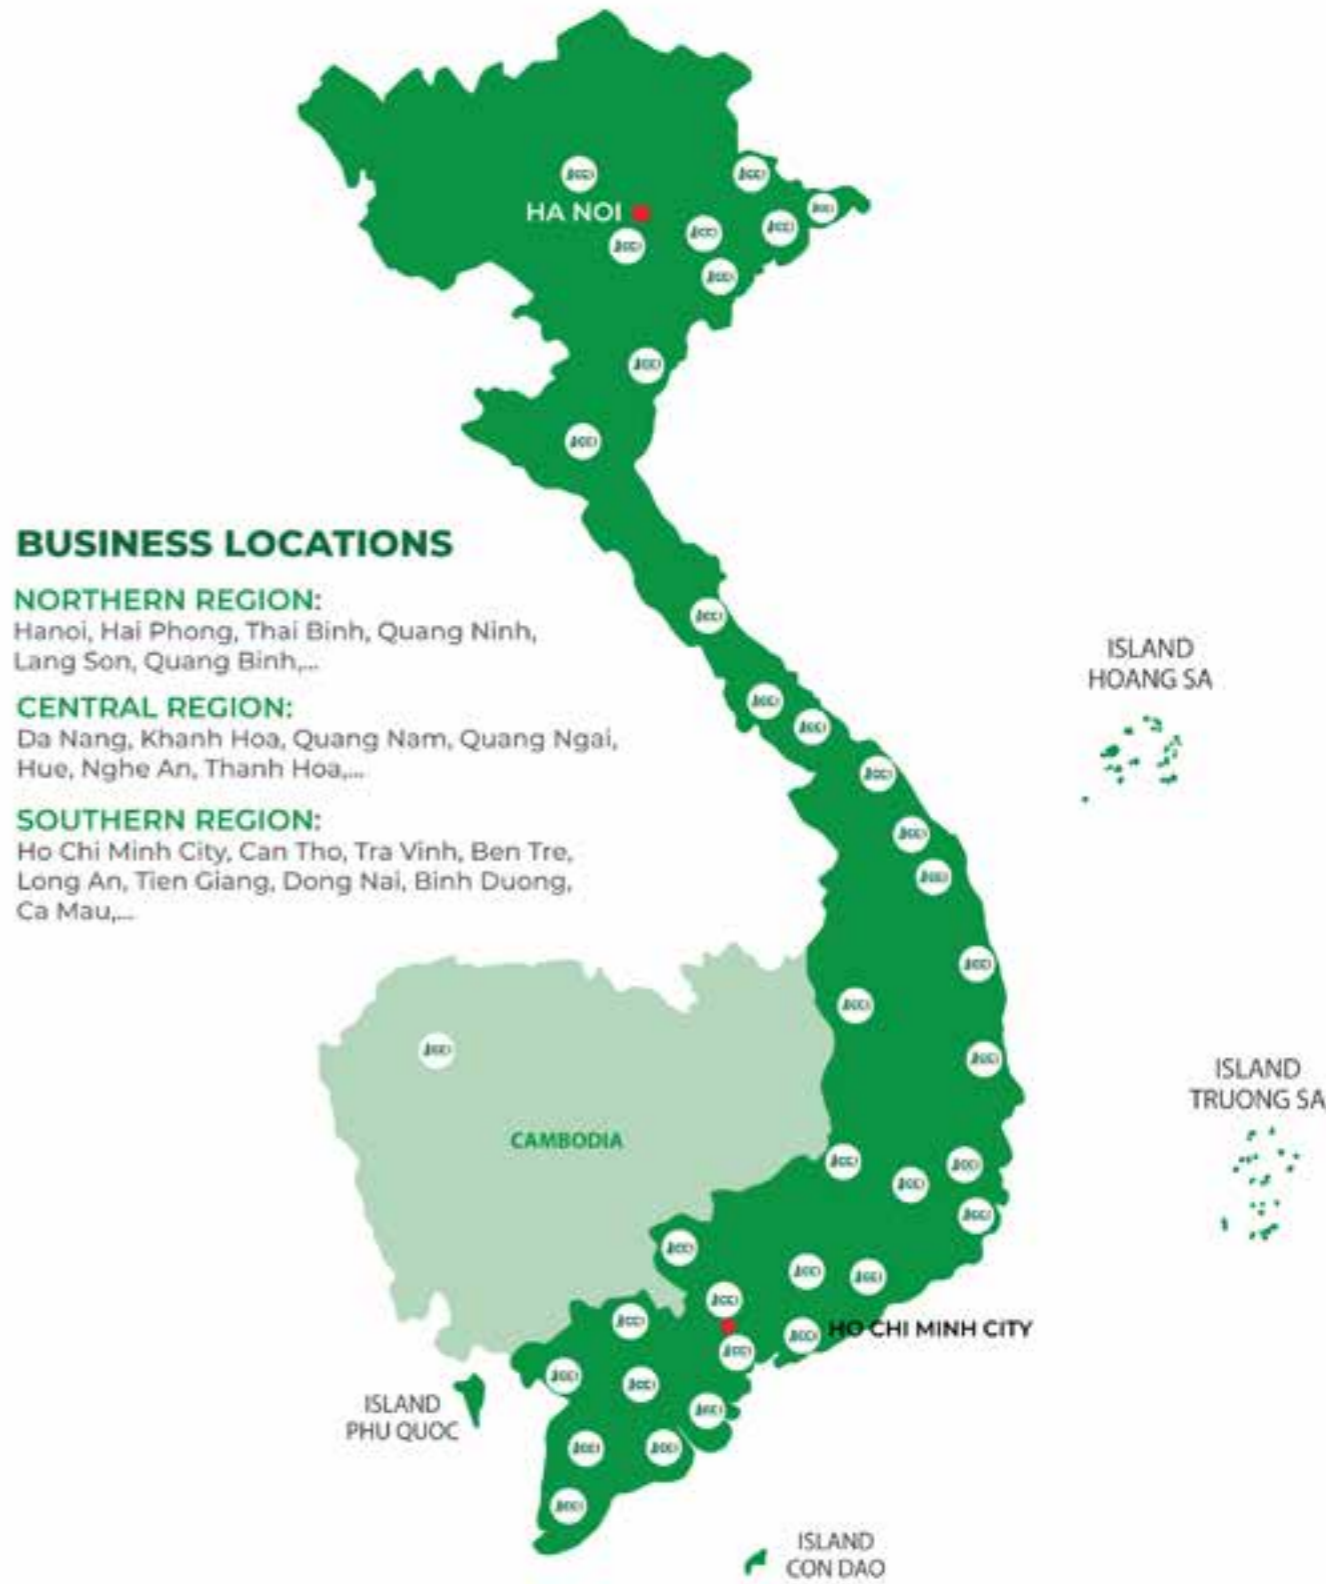 HA NOI
BUSINESS LOCATIONS
NORTHERN REGION:
Hanoi, Hai Phong, Thai Binh, Quang Ninh,
Lang Son, Quang Binh,...
CENTRAL REGION:
Da Nang, Khanh Hoa, Quang Nam, Quang Ngai,
Hue, Nghe An, Thanh Hoa,...
SOUTHERN REGION:
Ho Chi Minh City, Can Tho, Tra Vinh, Ben Tre,
Long An, Tien Giang, Dong Nai, Binh Duong,
Ca Mau,...
ISLAND
HOANG SA
CAMBODIA
ISLAND
TRUONG SA
HO CHI MINH CITY
ISLAND
PHU QUOC
ISLAND
CON DAO